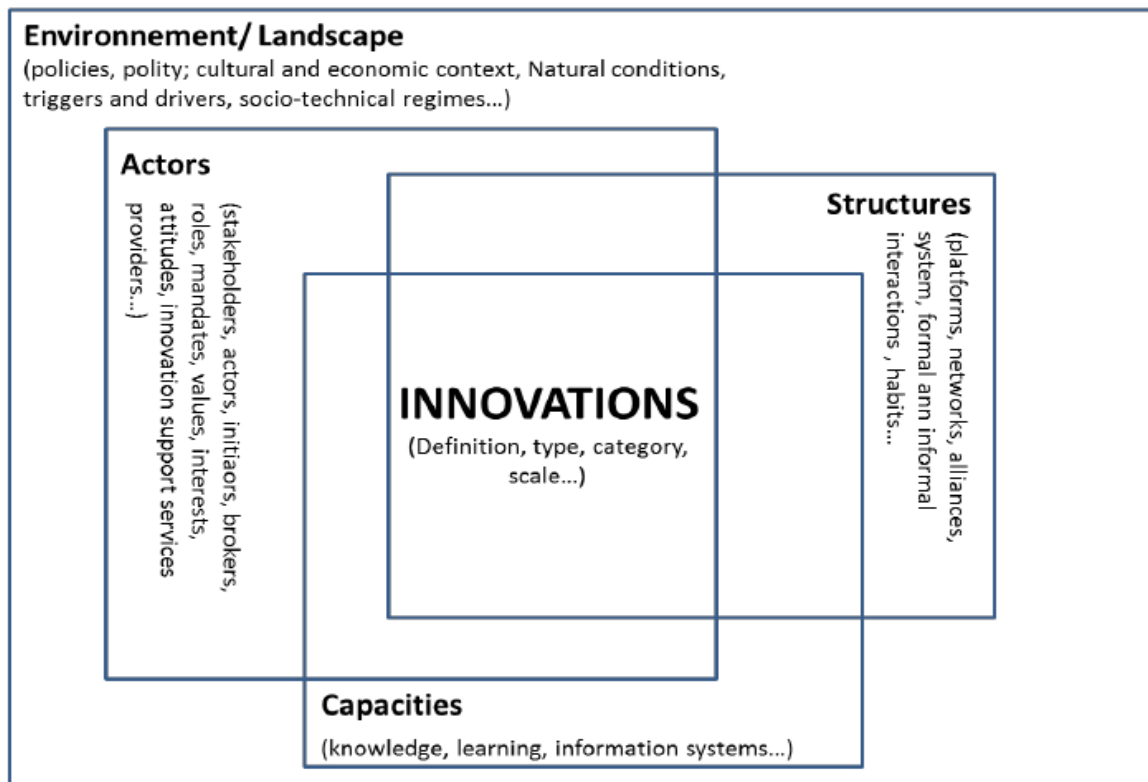 Environnement/ Landscape
(policies, polity; cultural and economic context, Natural conditions,
triggers and drivers, socio-technical regimes...)
Actors
(stakeholders, actors, initiaors, brokers,
roles, mandates, values, interests,
attitudes, innovation support services
providers...)
Structures
(platforms, networks, alliances,
system, formal ann informal
interactions , habits...
INNOVATIONS
(Definition, type, category,
scale...)
Capacities
(knowledge, learning, information systems...)